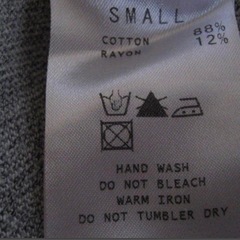 SMALL
COTTON 88%
RAYON 12%
HAND WASH
DO NOT BLEACH
WARM IRON
DO NOT TUMBLER DRY